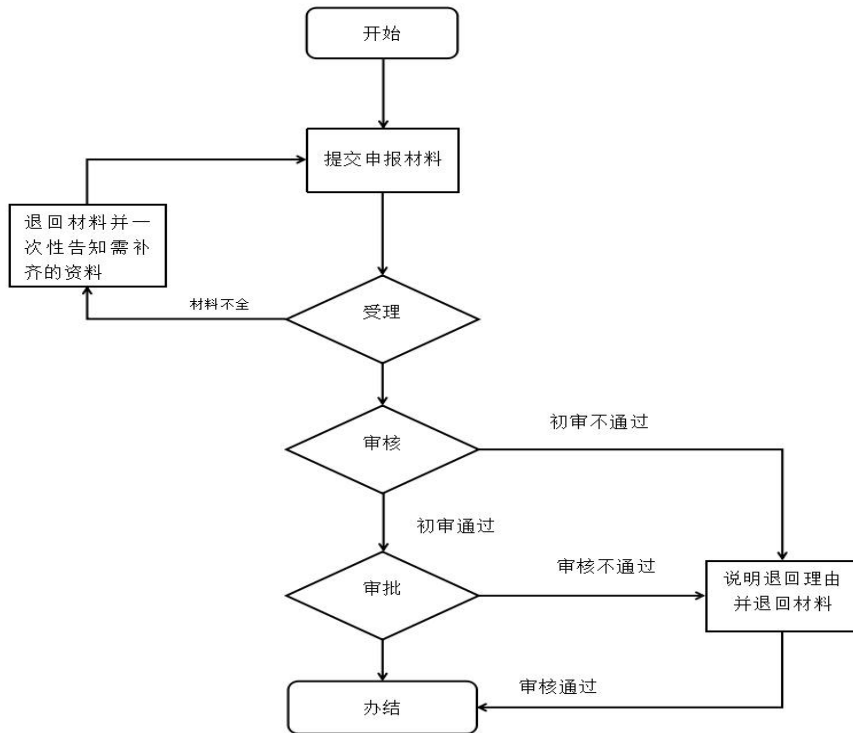 开始
提交申报材料
退回材料并一
次性告知需补
齐的资料
材料不全
受理
审核
初审不通过
初审通过
审批
审核不通过
说明退回理由
并退回材料
审核通过
办结